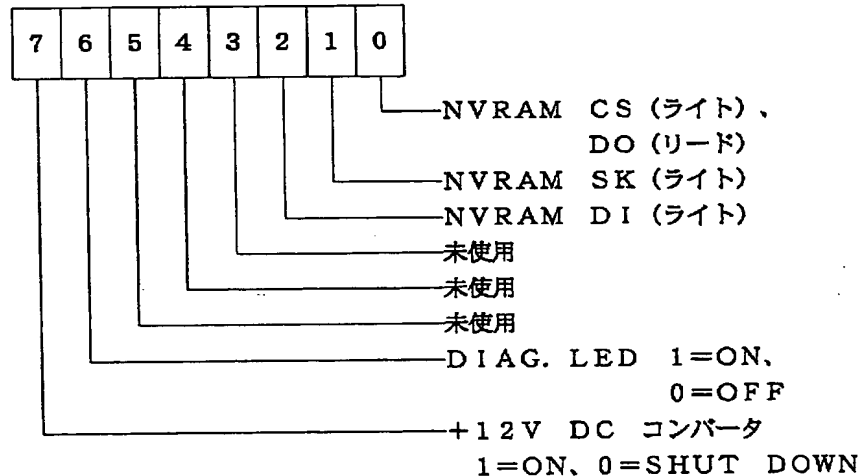 7 6 5 4 3 2 1 0
NVRAM CS (ライト)、
DO (リード)
NVRAM SK (ライト)
NVRAM DI (ライト)
未使用
未使用
未使用
DIAG. LED 1=ON、
0=OFF
+12V DC コンバータ
1=ON、0=SHUT DOWN